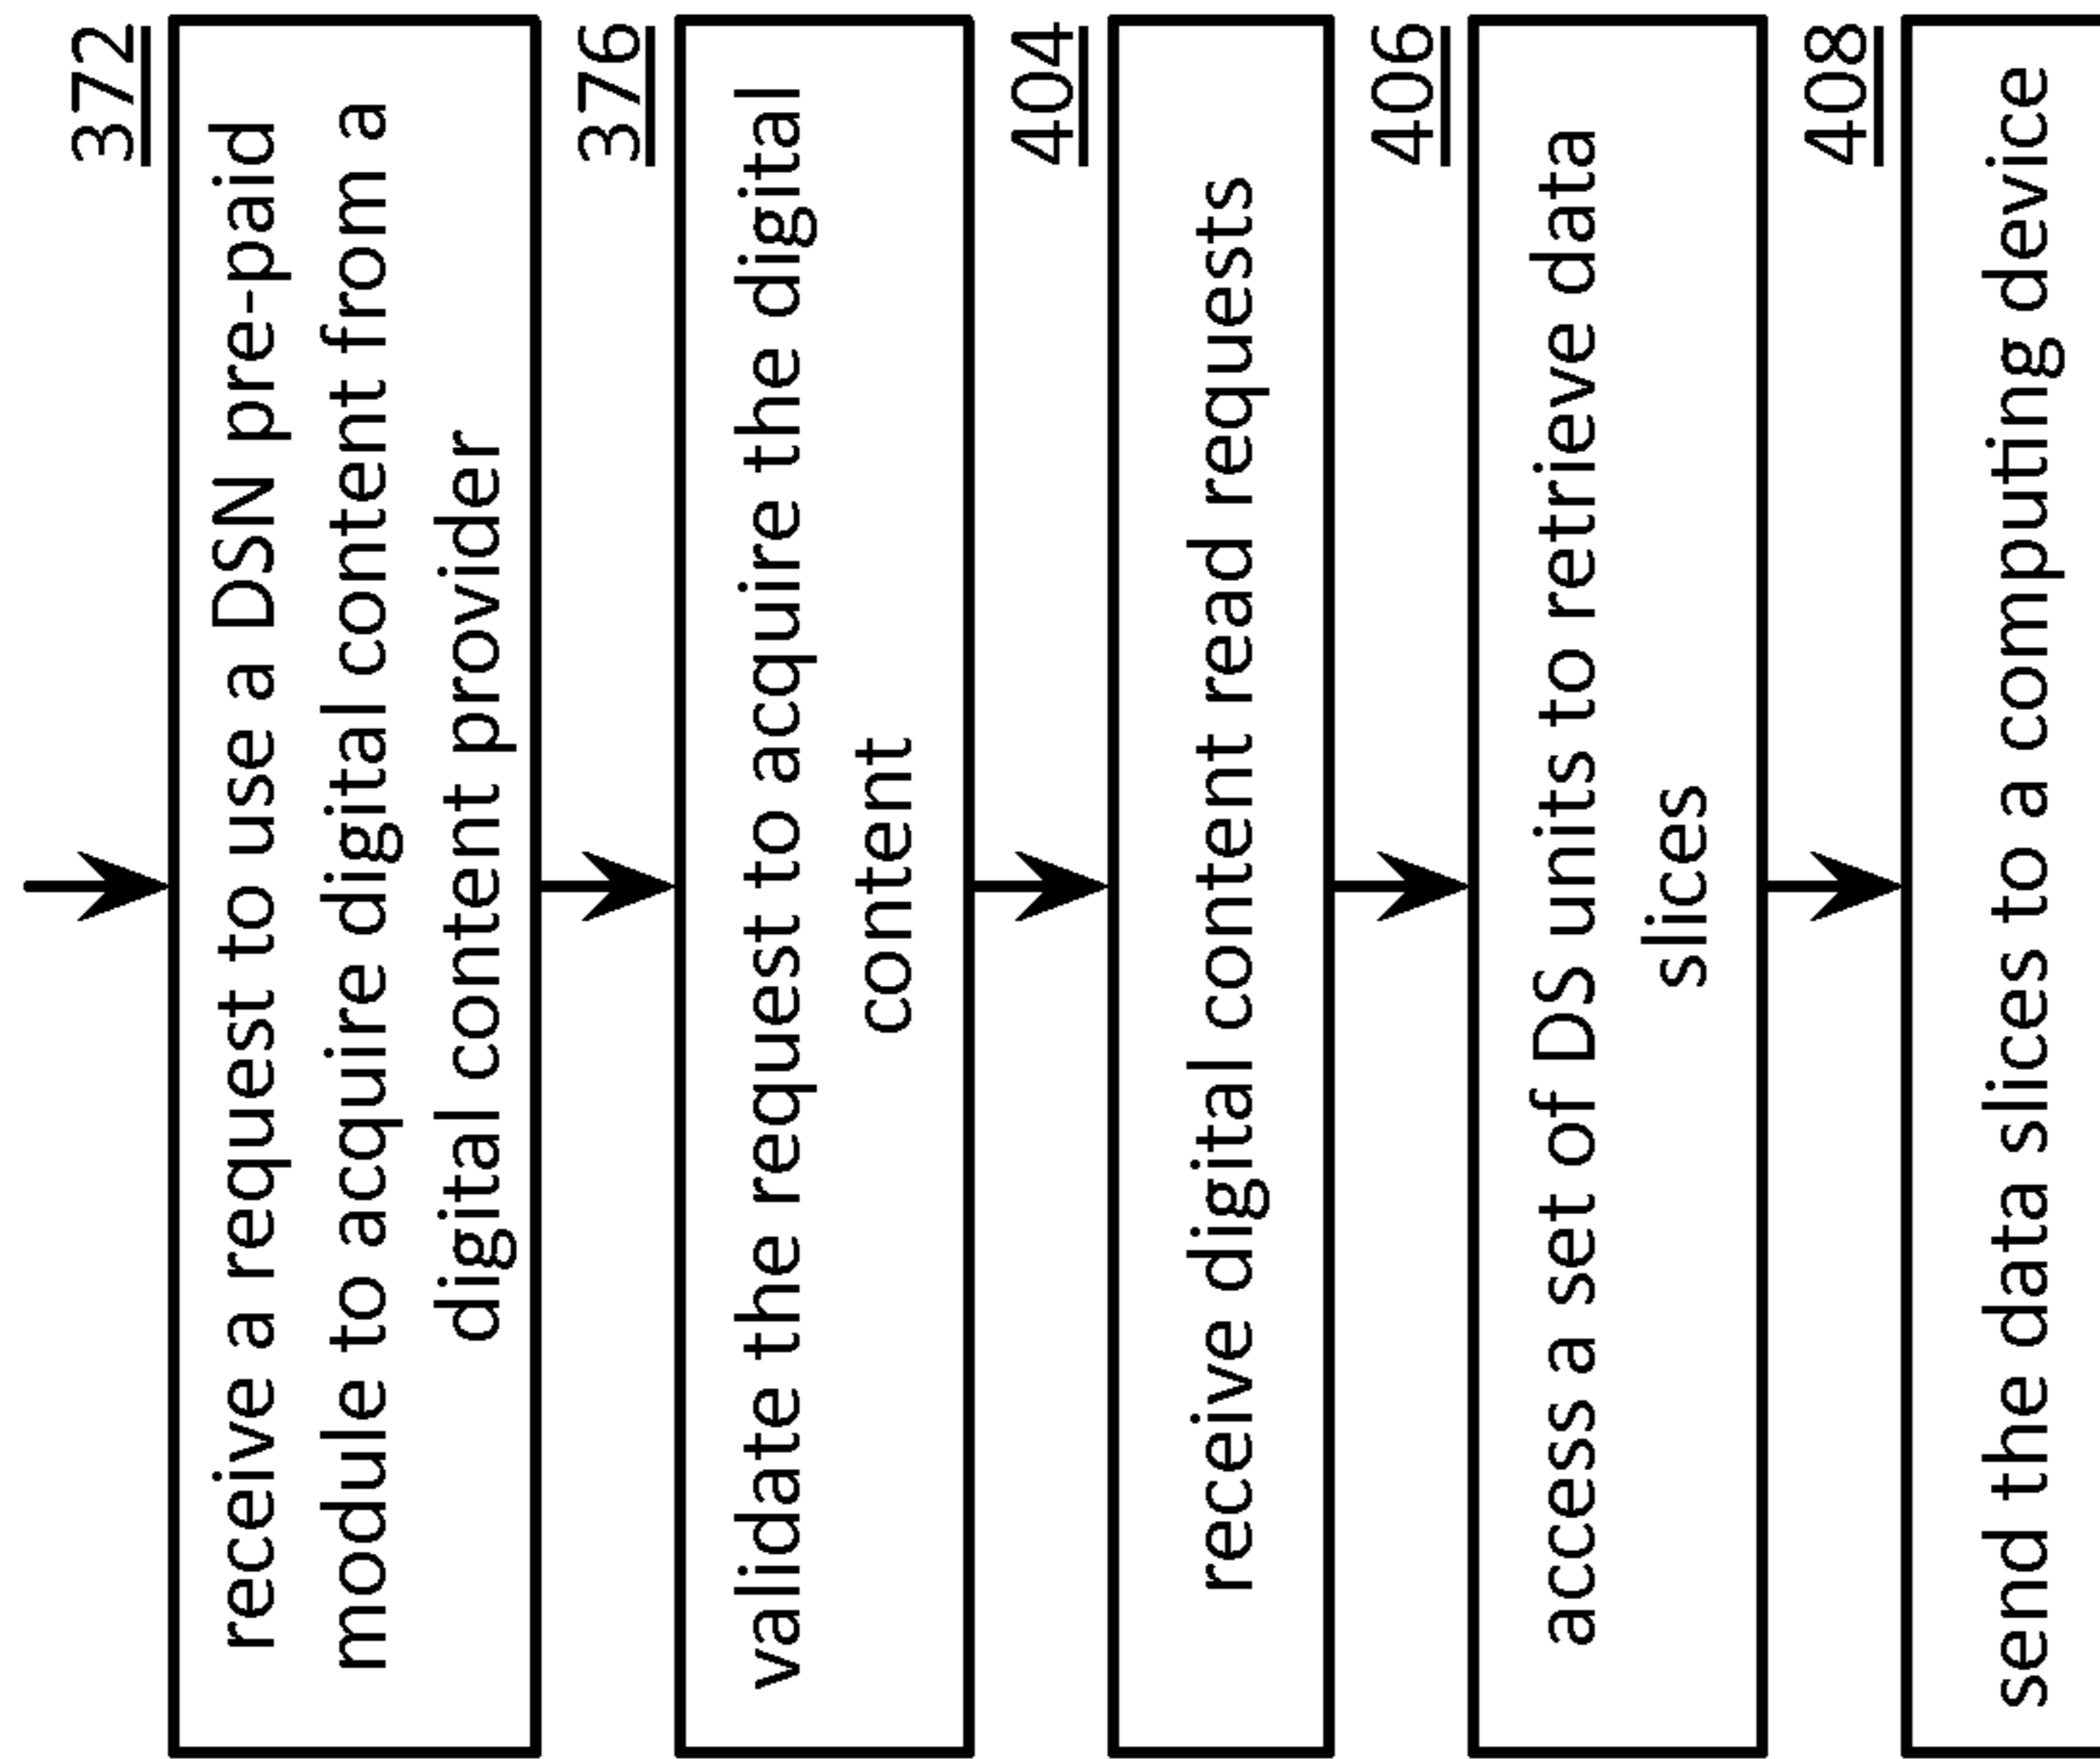 372
receive a request to use a DSN pre-paid
module to acquire digital content from a
digital content provider
376
validate the request to acquire the digital
content
404
receive digital content read requests
406
access a set of DS units to retrieve data
slices
408
send the data slices to a computing device